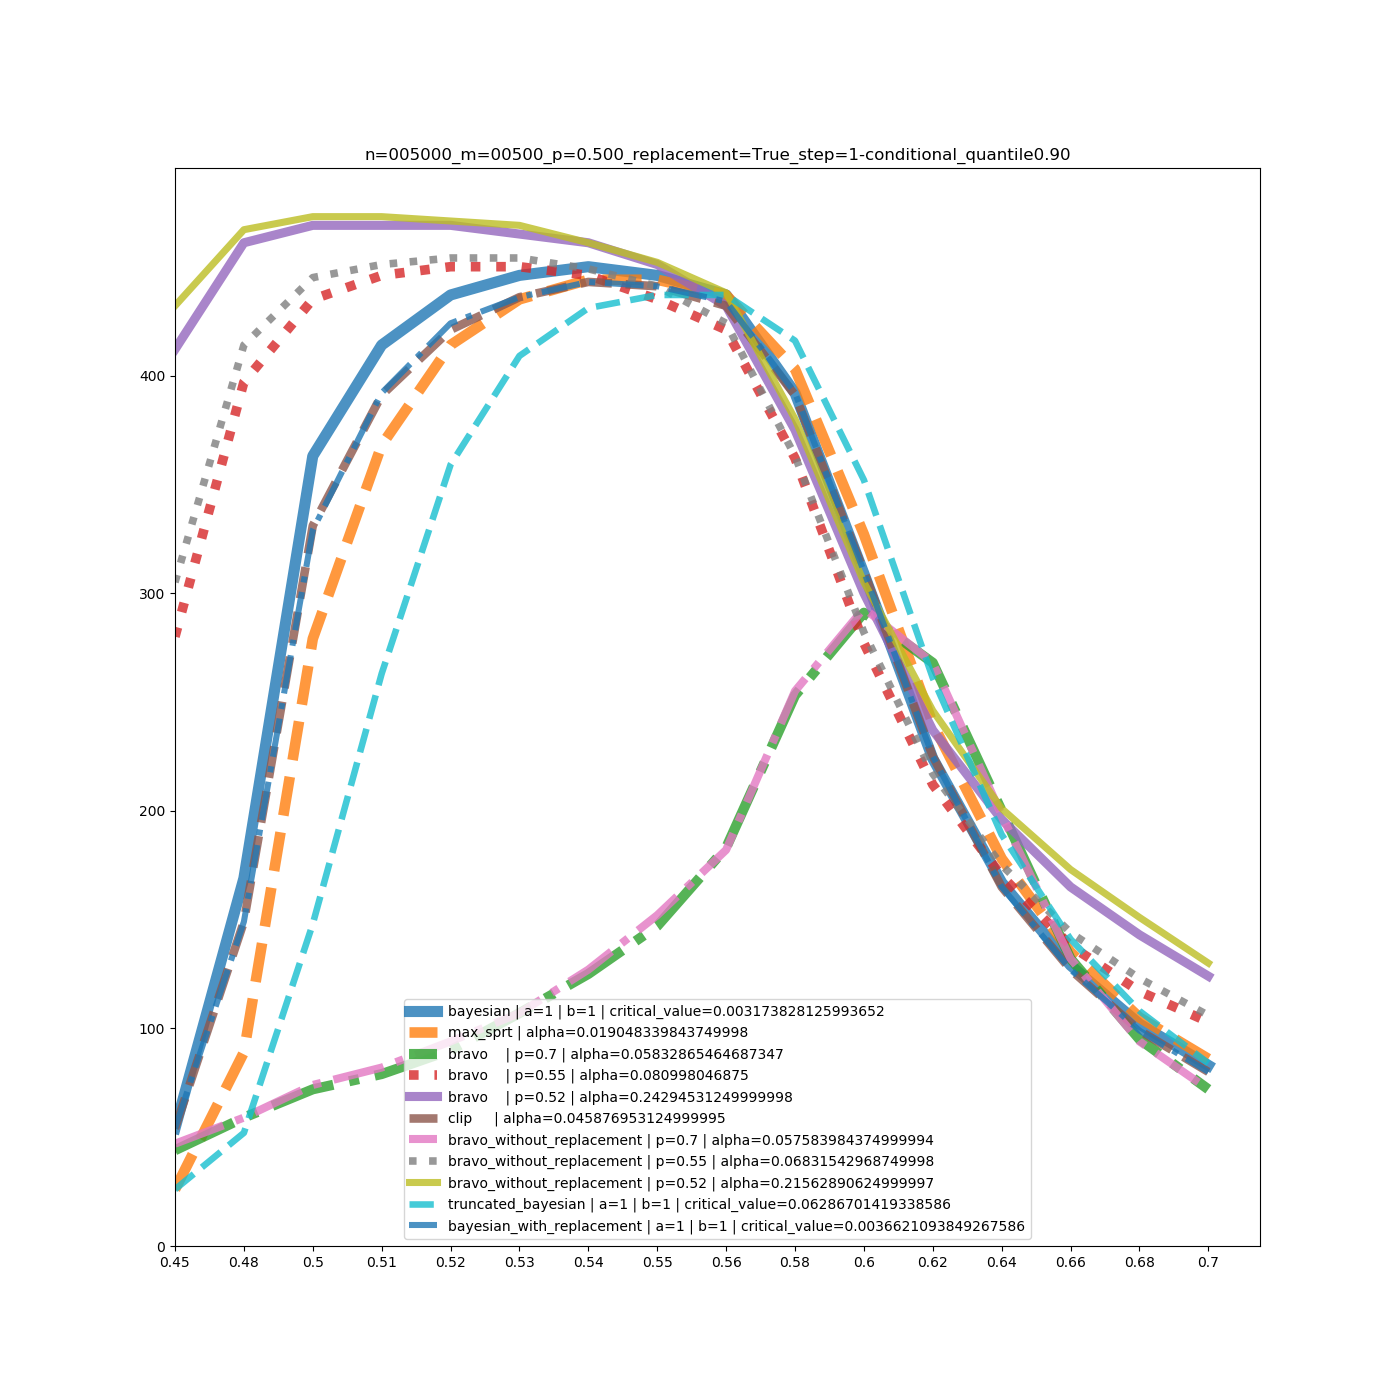 n=005000_m=00500_p=0.500_replacement=True_step=1-conditional_quantile0.90
400
300
200
100
0
bayesian | a=1 | b=1 | critical_value=0.003173828125993652
max_sprt | alpha=0.019048339843749998
bravo    | p=0.7 | alpha=0.05832865464687347
bravo    | p=0.55 | alpha=0.080998046875
bravo    | p=0.52 | alpha=0.24294531249999998
clip     | alpha=0.045876953124999995
bravo_without_replacement | p=0.7 | alpha=0.057583984374999994
bravo_without_replacement | p=0.55 | alpha=0.06831542968749998
bravo_without_replacement | p=0.52 | alpha=0.21562890624999997
truncated_bayesian | a=1 | b=1 | critical_value=0.06286701419338586
bayesian_with_replacement | a=1 | b=1 | critical_value=0.0036621093849267586
0.45 0.48 0.5 0.51 0.52 0.53 0.54 0.55 0.56 0.58 0.6 0.62 0.64 0.66 0.68 0.7